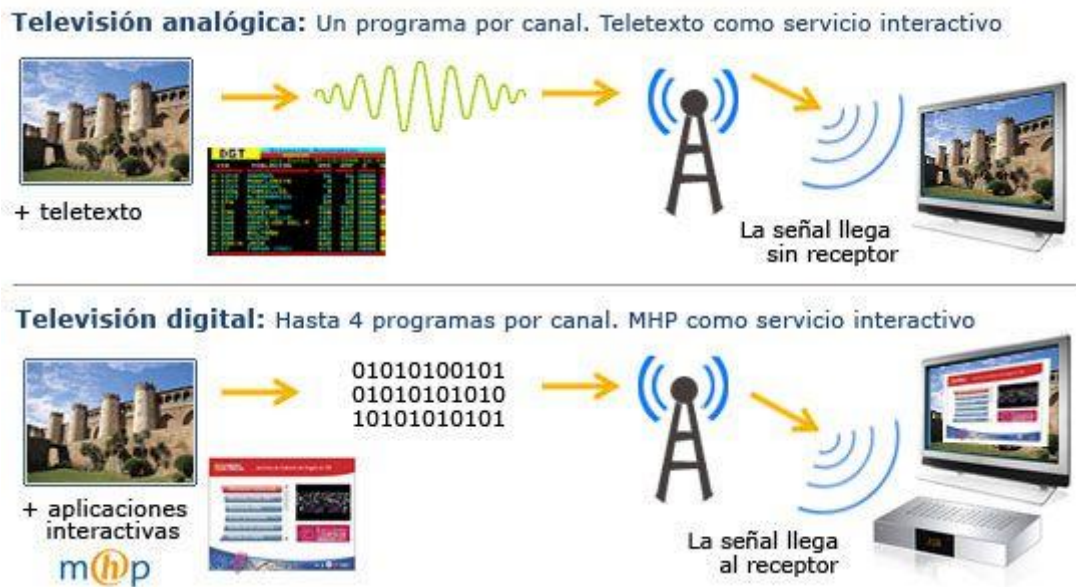 Televisión analógica: Un programa por canal. Teletexto como servicio interactivo
DGT
+ teletexto
La señal llega
sin receptor
Televisión digital: Hasta 4 programas por canal. MHP como servicio interactivo
01010100101
01010101010
10101010101
+ aplicaciones
interactivas
mhp
La señal llega
al receptor